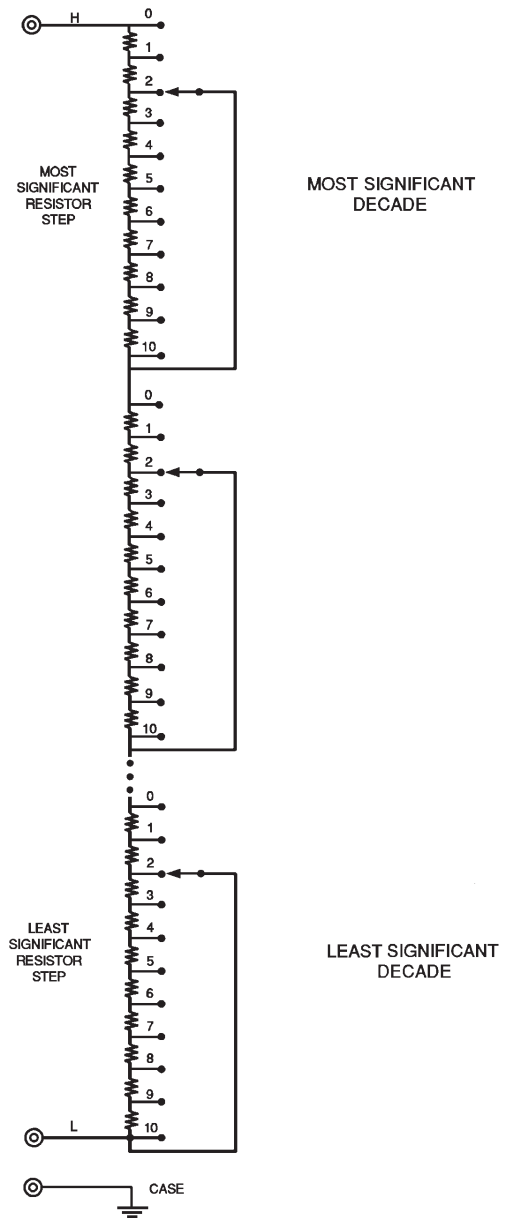 H
0
1
2
3
4
5
6
7
8
9
10
MOST
SIGNIFICANT
RESISTOR
STEP
MOST SIGNIFICANT
DECADE
0
1
2
3
4
5
6
7
8
9
10
0
1
2
3
4
5
6
7
8
9
10
LEAST
SIGNIFICANT
RESISTOR
STEP
LEAST SIGNIFICANT
DECADE
L
CASE